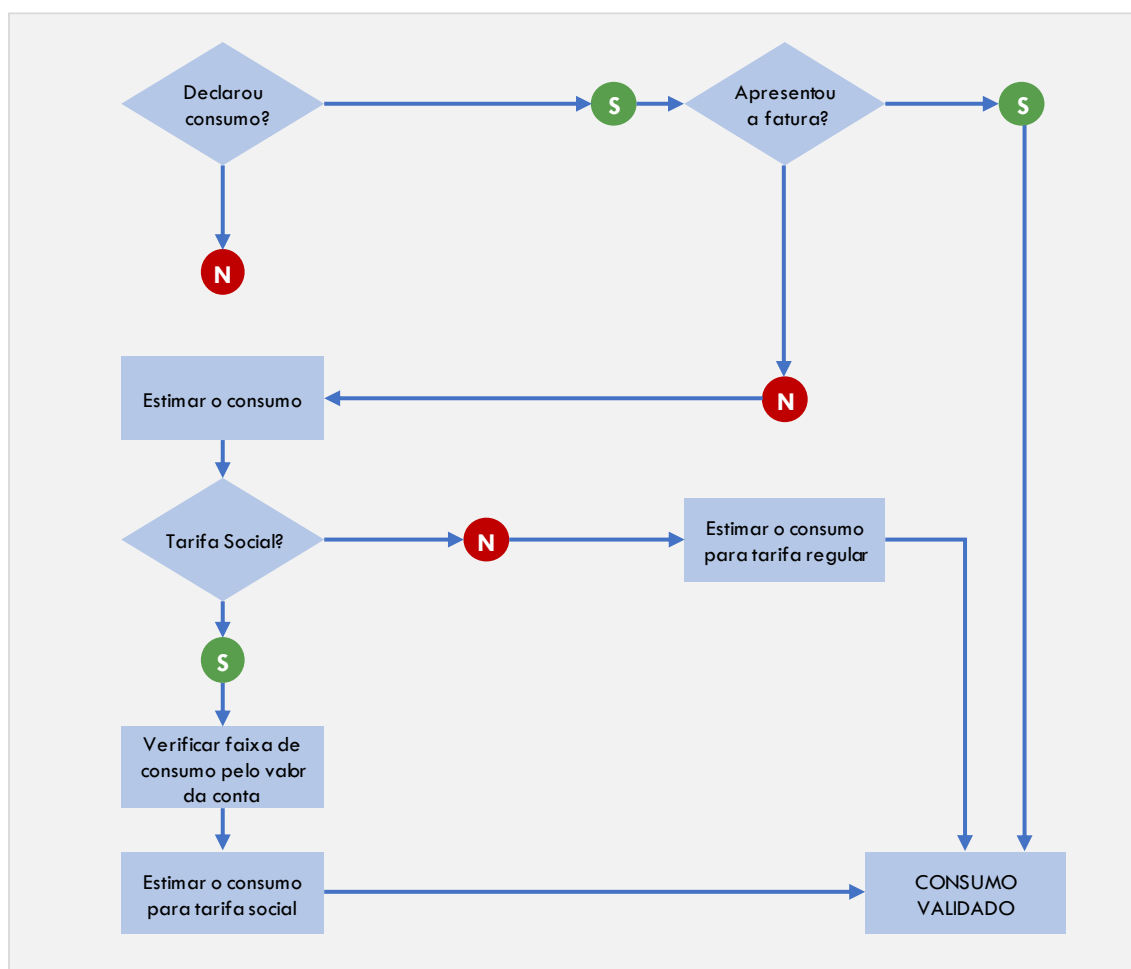 Declarou
consumo?
S
Apresentou
a fatura?
S
N
Estimar o consumo
N
Tarifa Social?
N
Estimar o consumo
para tarifa regular
S
Verificar faixa de
consumo pelo valor
da conta
Estimar o consumo
para tarifa social
CONSUMO
VALIDADO